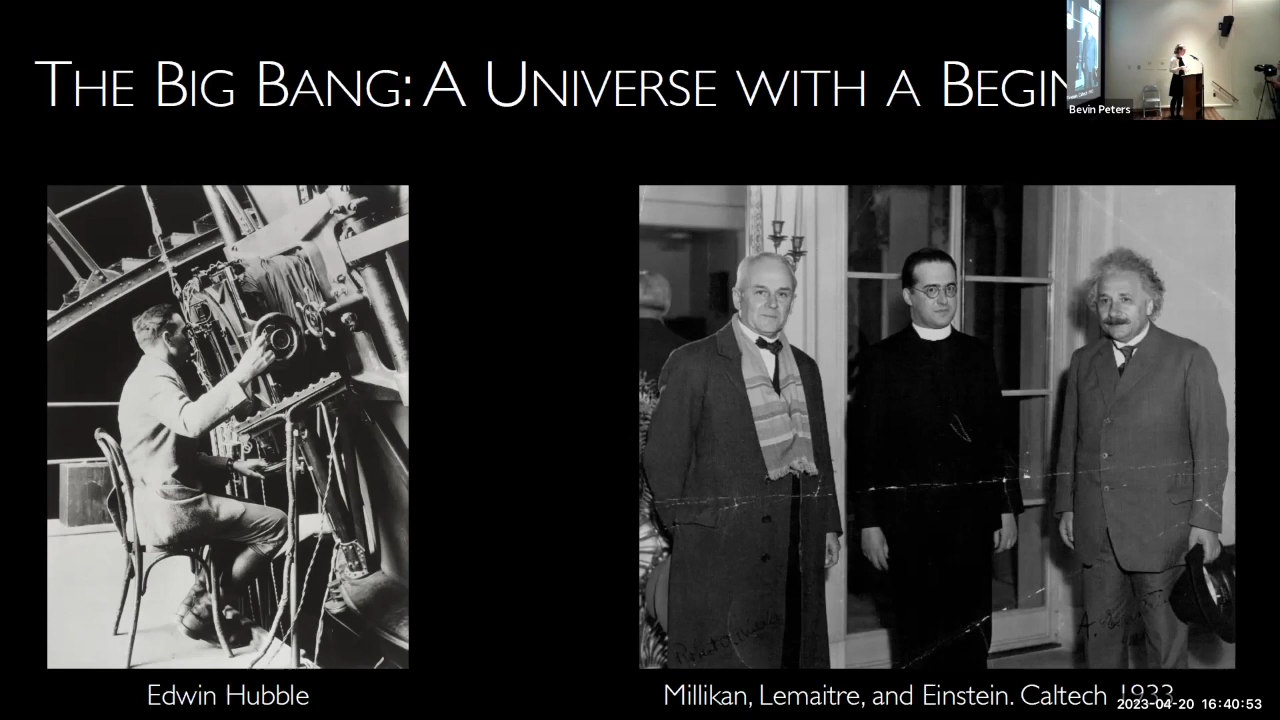 THE BIG BANG: A UNIVERSE WITH A BEGIN
Bevin Peters
Edwin Hubble
Millikan, Lemaitre, and Einstein. Caltech 1933
2023-04-20 16:40:53